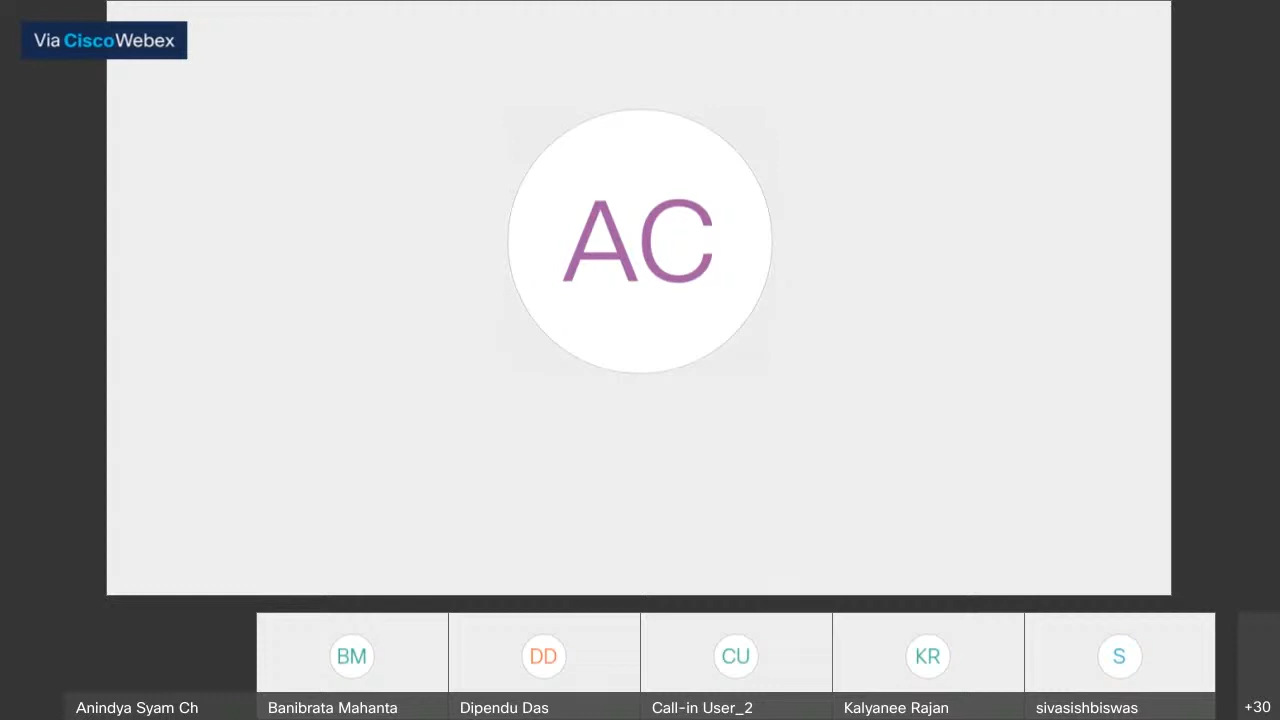 Via CiscoWebex
AC
BM
DD
CU
KR
S
Anindya Syam Ch
Banibrata Mahanta
Dipendu Das
Call-in User_2
Kalyanee Rajan
sivasishbiswas
+30